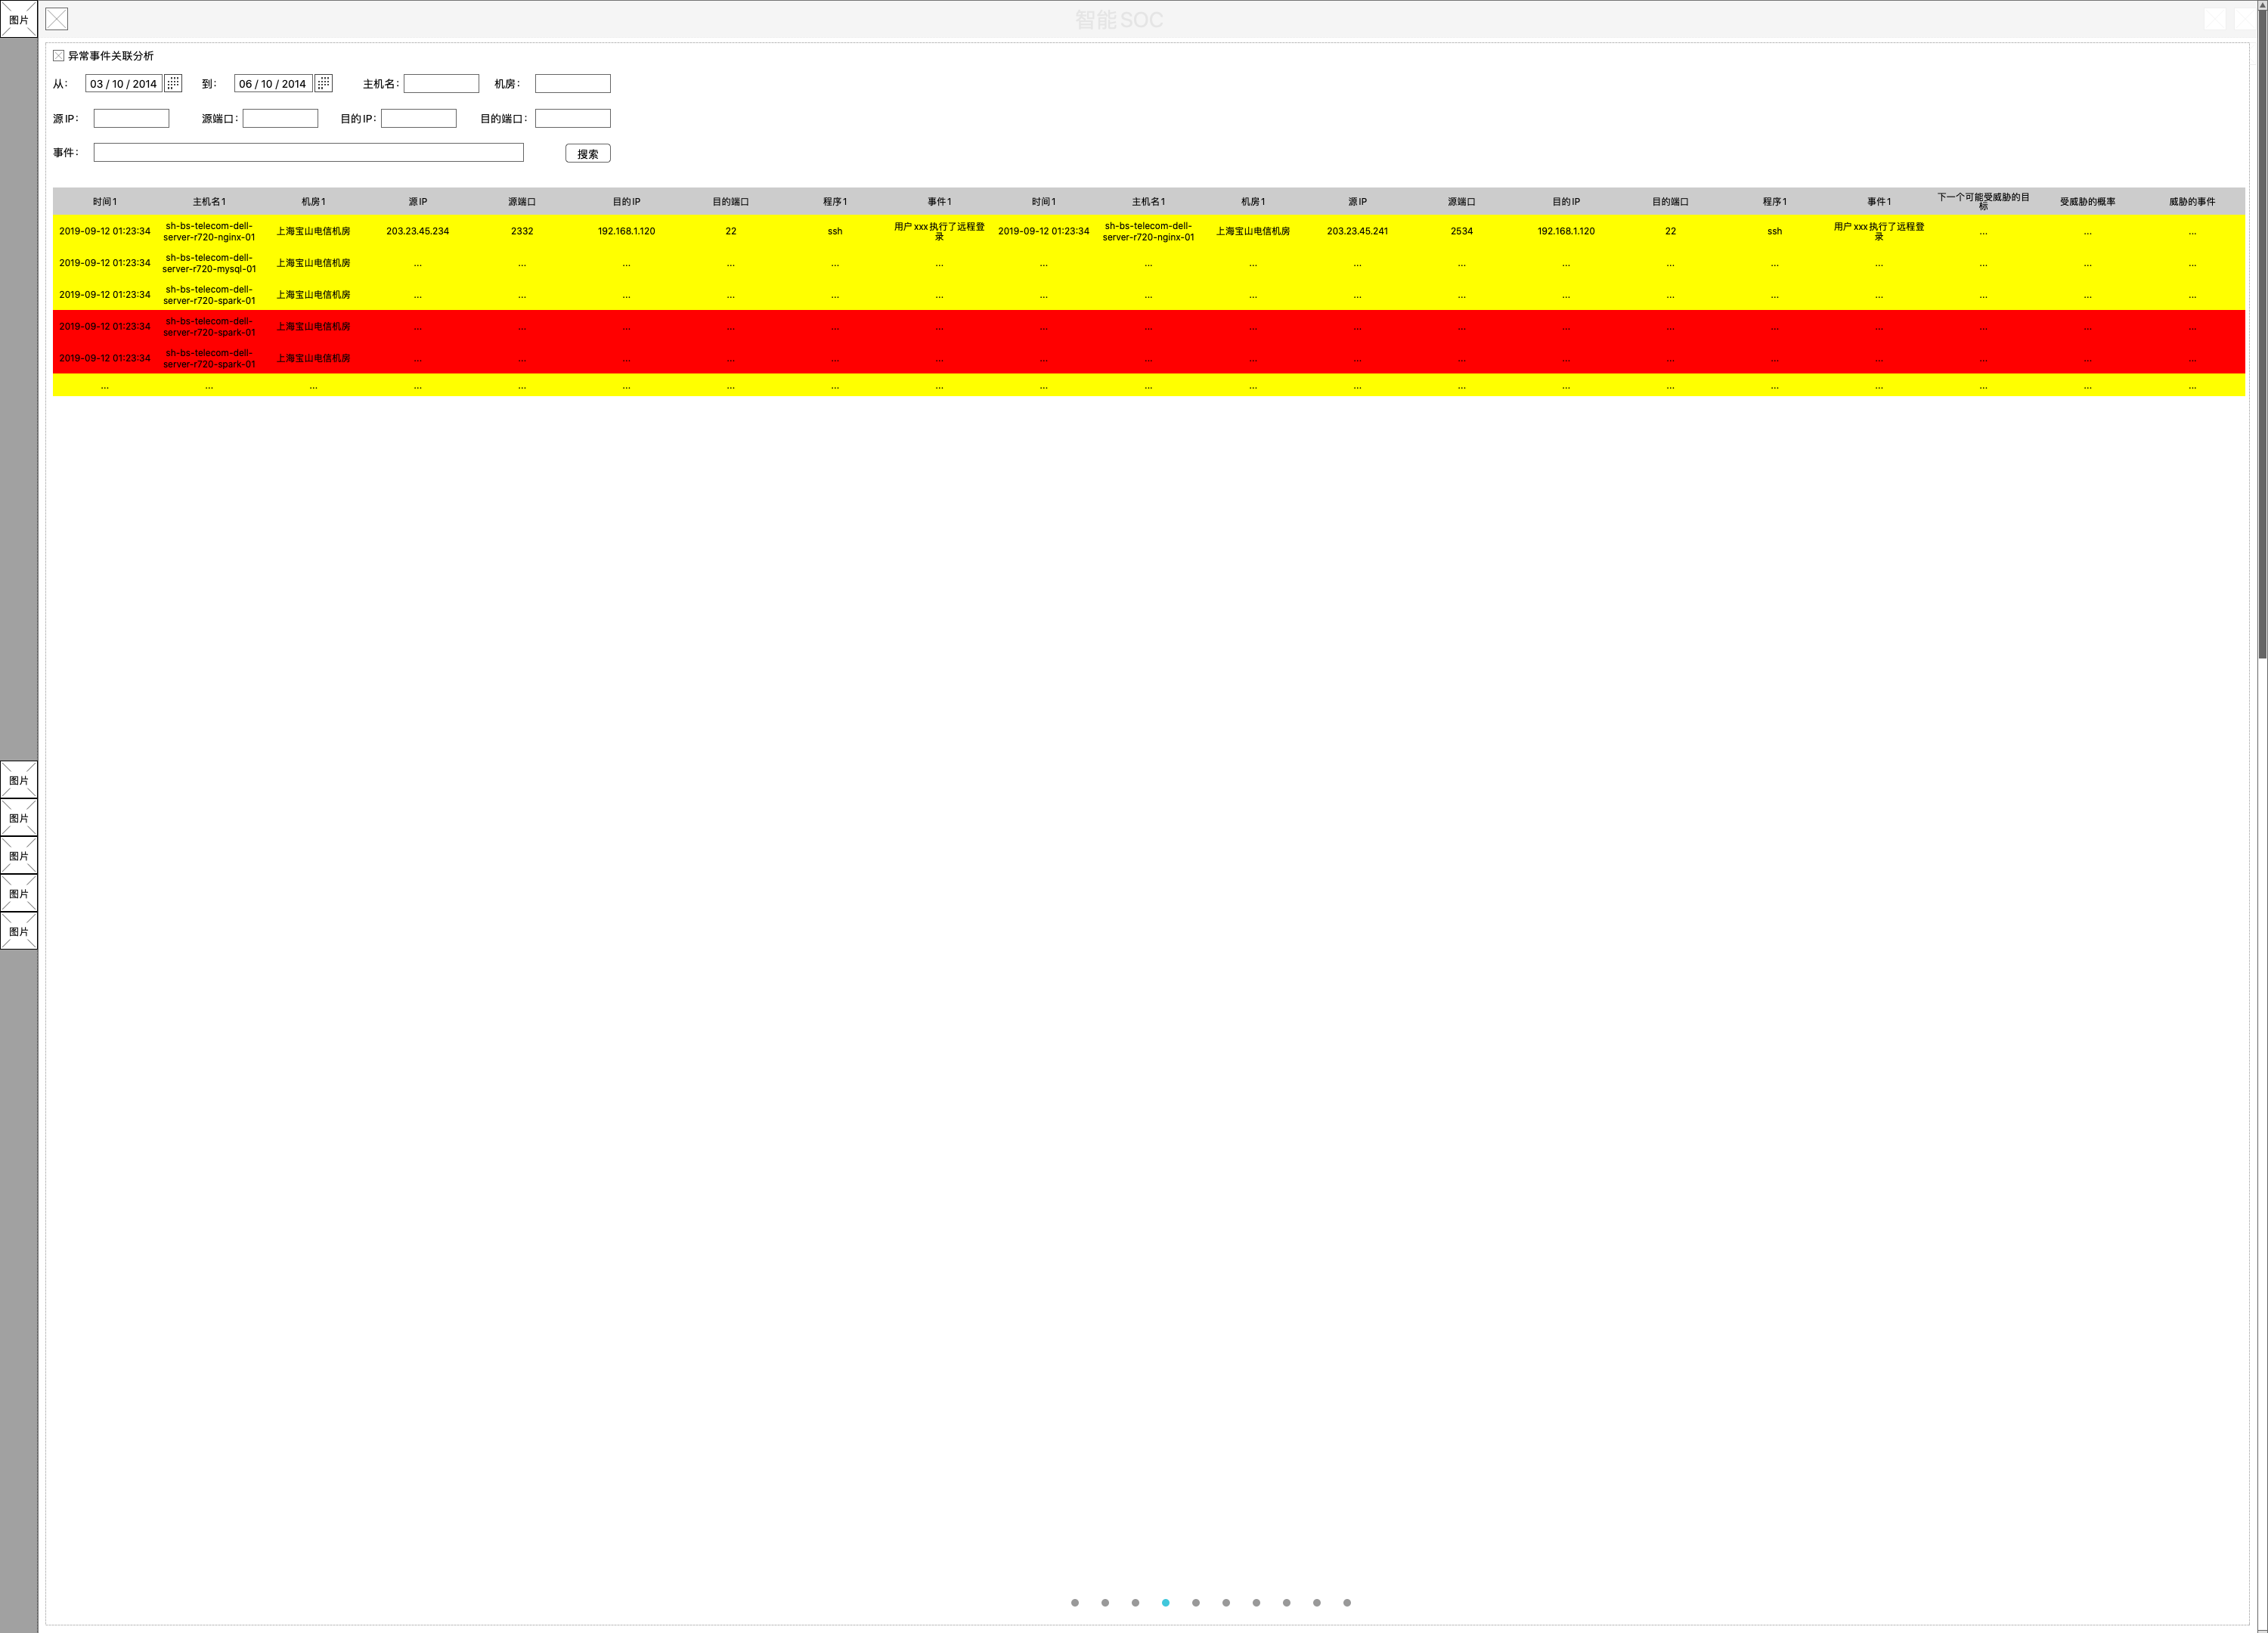 图片
智能SOC
异常事件关联分析
从： 03 / 10 / 2014 到： 06 / 10 / 2014 主机名： 机房：
源IP： 源端口： 目的IP： 目的端口：
事件： 搜索
时间1 主机名1 机房1 源IP 源端口 目的IP 目的端口 程序1 事件1 时间1 主机名1 机房1 源IP 源端口 目的IP 目的端口 程序1 事件1 下一个可能受威胁的目标 受威胁的概率 威胁的事件
2019-09-12 01:23:34 sh-bs-telecom-dell-server-r720-nginx-01 上海宝山电信机房 203.23.45.234 2332 192.168.1.120 22 ssh 用户xxx执行了远程登录 2019-09-12 01:23:34 sh-bs-telecom-dell-server-r720-nginx-01 上海宝山电信机房 203.23.45.241 2534 192.168.1.120 22 ssh 用户xxx执行了远程登录 ... ... ...
2019-09-12 01:23:34 sh-bs-telecom-dell-server-r720-mysql-01 上海宝山电信机房 ... ... ... ... ... ... ... ... ... ... ... ... ... ... ... ... ... ...
2019-09-12 01:23:34 sh-bs-telecom-dell-server-r720-spark-01 上海宝山电信机房 ... ... ... ... ... ... ... ... ... ... ... ... ... ... ... ... ... ...
2019-09-12 01:23:34 sh-bs-telecom-dell-server-r720-spark-01 上海宝山电信机房 ... ... ... ... ... ... ... ... ... ... ... ... ... ... ... ... ... ...
2019-09-12 01:23:34 sh-bs-telecom-dell-server-r720-spark-01 上海宝山电信机房 ... ... ... ... ... ... ... ... ... ... ... ... ... ... ... ... ... ...
... ... ... ... ... ... ... ... ... ... ... ... ... ... ... ... ... ... ... ... ...
图片
图片
图片
图片
图片